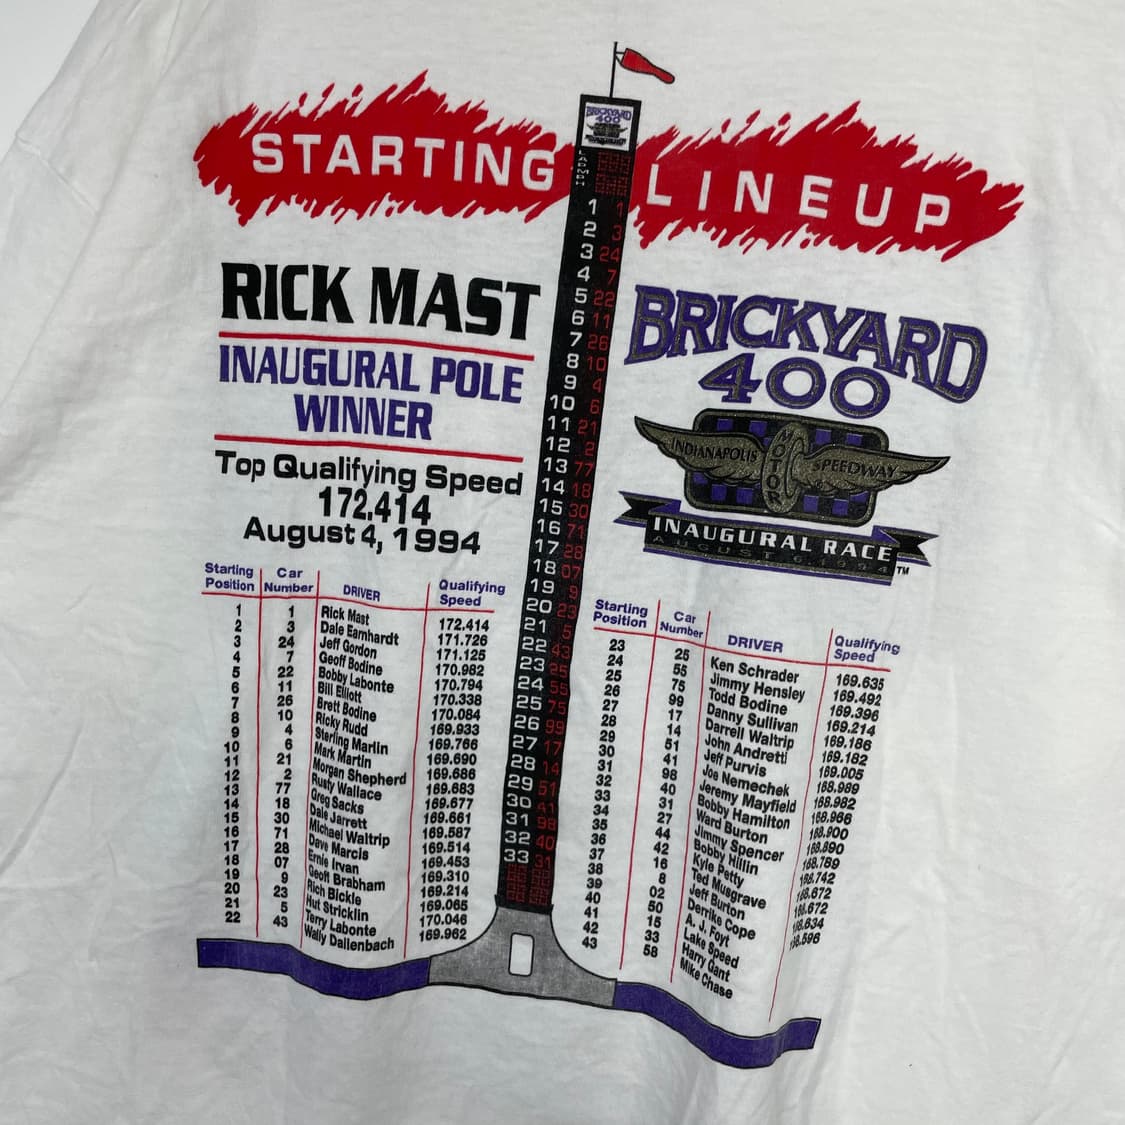 STARTING LINEUP
BRICKYARD
400
LAP
MPH
1 1
2 3
3 24
4 7
5 22
6 11
7 26
8 10
9 4
10 6
11 21
12 2
13 77
14 18
15 30
16 71
17 28
18 07
19 9
20 23
21 5
22 43
23 25
24 55
25 75
26 99
27 17
28 14
29 51
30 41
31 98
32 40
33 31
RICK MAST
INAUGURAL POLE
WINNER
Top Qualifying Speed
172.414
August 4, 1994
BRICKYARD
400
INDIANAPOLIS MOTOR SPEEDWAY
INAUGURAL RACE
AUGUST 6, 1994 ™
Starting Position Car Number DRIVER Qualifying Speed
1 1 Rick Mast 172.414
2 3 Dale Earnhardt 171.726
3 24 Jeff Gordon 171.125
4 7 Geoff Bodine 170.982
5 22 Bobby Labonte 170.794
6 11 Bill Elliott 170.338
7 26 Brett Bodine 170.084
8 10 Ricky Rudd 169.933
9 4 Sterling Marlin 169.766
10 6 Mark Martin 169.690
11 21 Morgan Shepherd 169.686
12 2 Rusty Wallace 169.683
13 77 Greg Sacks 169.677
14 18 Dale Jarrett 169.661
15 30 Michael Waltrip 169.587
16 71 Dave Marcis 169.514
17 28 Ernie Irvan 169.453
18 07 Geoff Brabham 169.310
19 9 Rich Bickle 169.214
20 23 Hut Stricklin 169.065
21 5 Terry Labonte 170.046
22 43 Wally Dallenbach 169.962
Starting Position Car Number DRIVER Qualifying Speed
23 25 Ken Schrader 169.635
24 55 Jimmy Hensley 169.492
25 75 Todd Bodine 169.396
26 99 Danny Sullivan 169.214
27 17 Darrell Waltrip 169.186
28 14 John Andretti 169.182
29 51 Jeff Purvis 169.005
30 41 Joe Nemechek 168.989
31 98 Jeremy Mayfield 168.982
32 40 Bobby Hamilton 168.966
33 31 Ward Burton 168.900
34 27 Jimmy Spencer 168.890
35 44 Bobby Hillin 168.789
36 42 Kyle Petty 168.742
37 16 Ted Musgrave 168.672
38 8 Jeff Burton 168.672
39 02 Derrike Cope 168.634
40 50 A. J. Foyt 168.596
41 15 Lake Speed
42 33 Harry Gant
43 58 Mike Chase